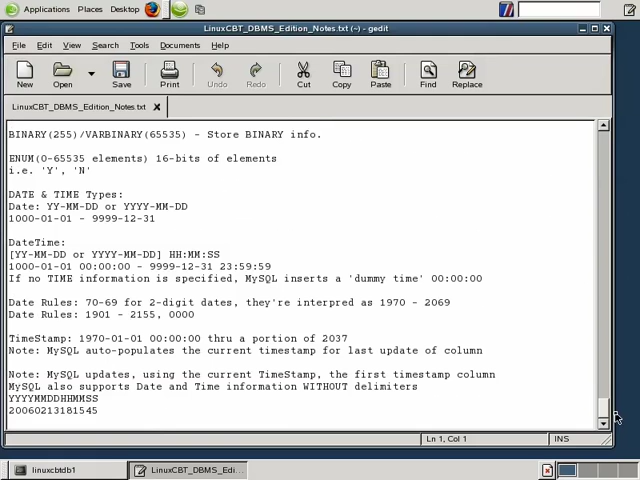 Applications Places Desktop
LinuxCBT_DBMS_Edition_Notes.txt (~) - gedit
File Edit View Search Tools Documents Help
New Open Save Print Undo Redo Cut Copy Paste Find Replace
LinuxCBT_DBMS_Edition_Notes.txt
BINARY(255)/VARBINARY(65535) - Store BINARY info.
ENUM(0-65535 elements) 16-bits of elements
i.e. 'Y', 'N'
DATE & TIME Types:
Date: YY-MM-DD or YYYY-MM-DD
1000-01-01 - 9999-12-31
DateTime:
[YY-MM-DD or YYYY-MM-DD] HH:MM:SS
1000-01-01 00:00:00 - 9999-12-31 23:59:59
If no TIME information is specified, MySQL inserts a 'dummy time' 00:00:00
Date Rules: 70-69 for 2-digit dates, they're interpred as 1970 - 2069
Date Rules: 1901 - 2155, 0000
TimeStamp: 1970-01-01 00:00:00 thru a portion of 2037
Note: MySQL auto-populates the current timestamp for last update of column
Note: MySQL updates, using the current TimeStamp, the first timestamp column
MySQL also supports Date and Time information WITHOUT delimiters
YYYYMMDDHHMMSS
20060213181545
Ln 1, Col 1 INS
linuxcbtdb1 LinuxCBT_DBMS_Edi...